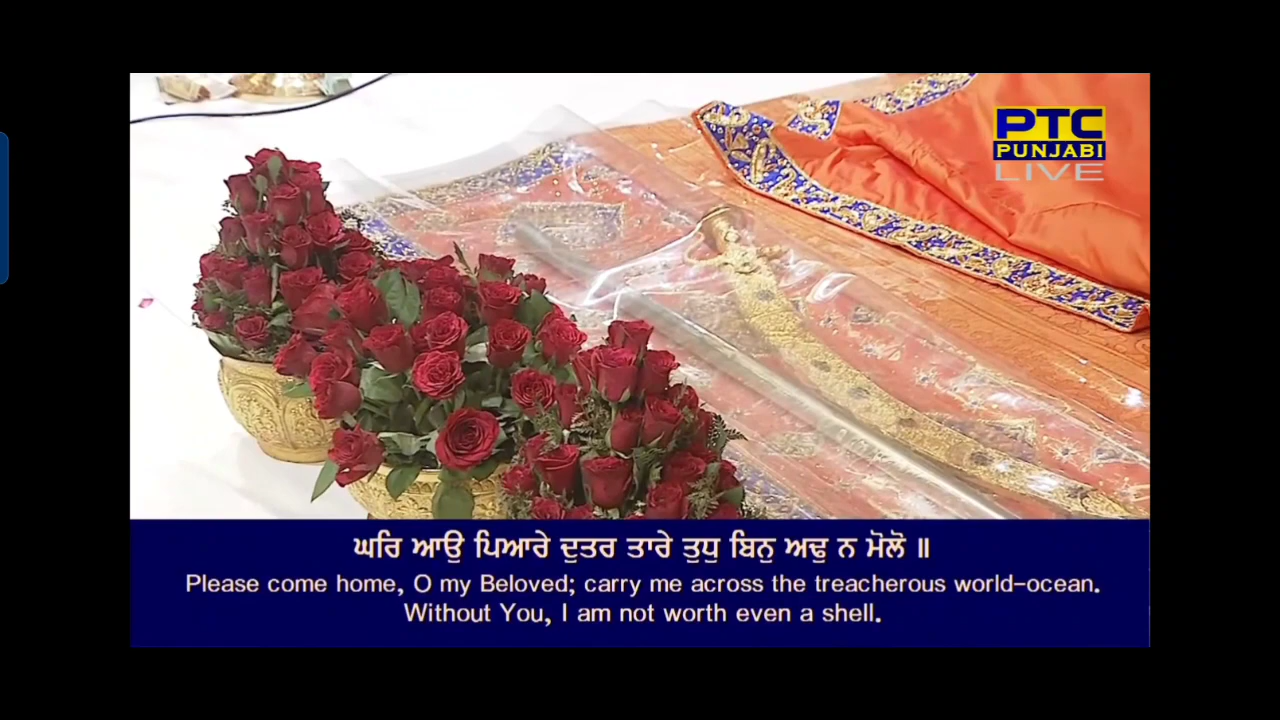 PTC
PUNJABI
LIVE
ਘਰਿ ਆਉ ਪਿਆਰੇ ਦੁਤਰ ਤਾਰੇ ਤੁਧੁ ਬਿਨੁ ਅਢੁ ਨ ਮੋਲੋ ॥
Please come home, O my Beloved; carry me across the treacherous world-ocean.
Without You, I am not worth even a shell.